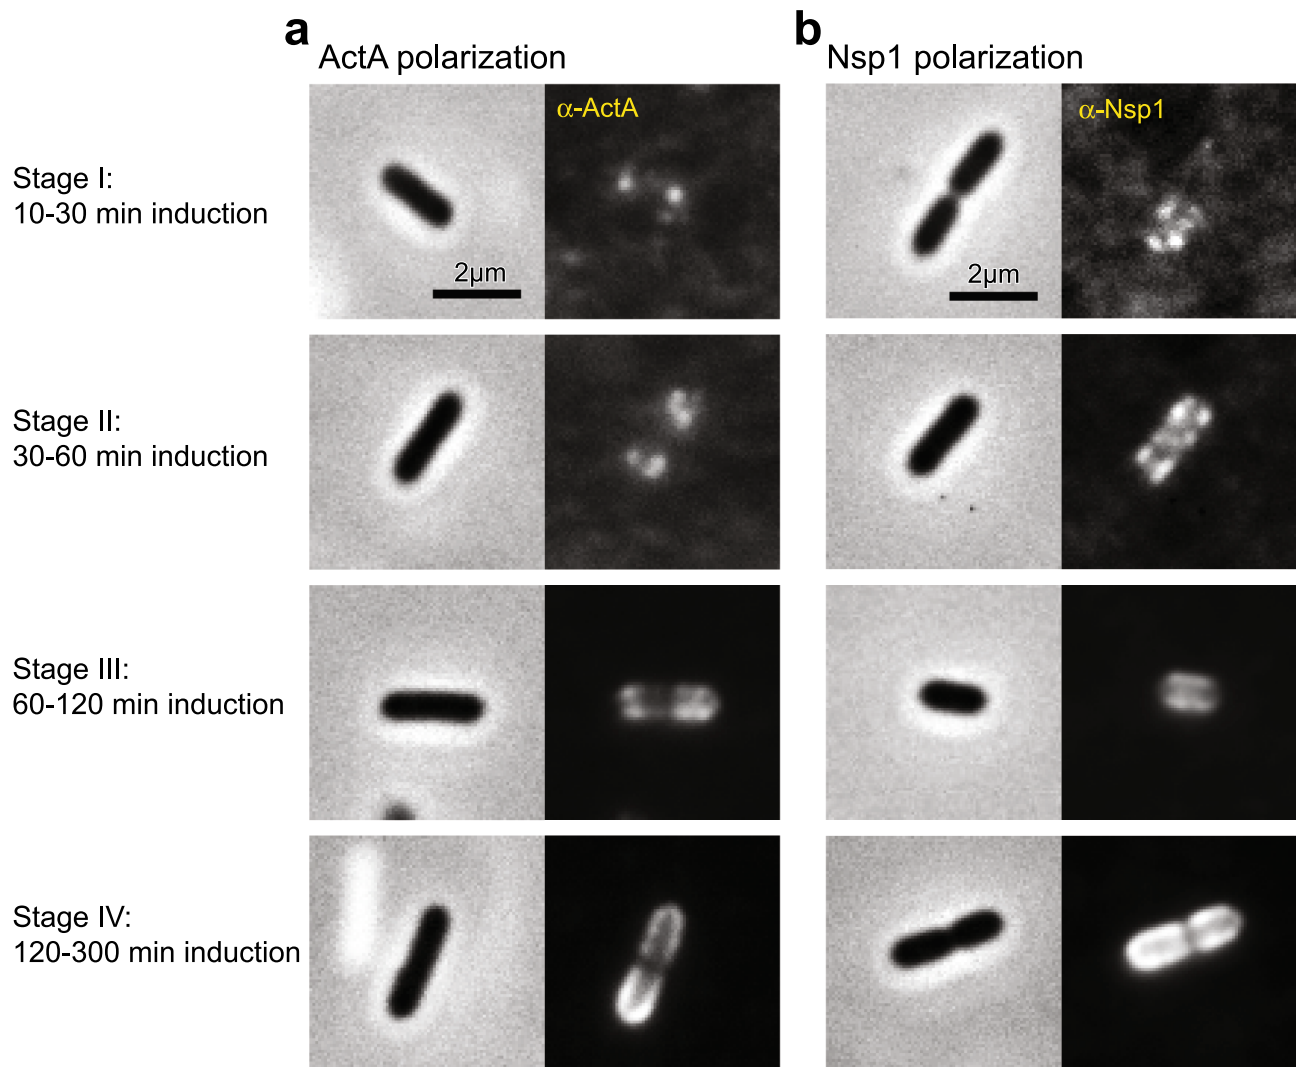 a
ActA polarization
b
Nsp1 polarization
α-ActA
α-Nsp1
Stage I:
10-30 min induction
2µm
2µm
Stage II:
30-60 min induction
Stage III:
60-120 min induction
Stage IV:
120-300 min induction